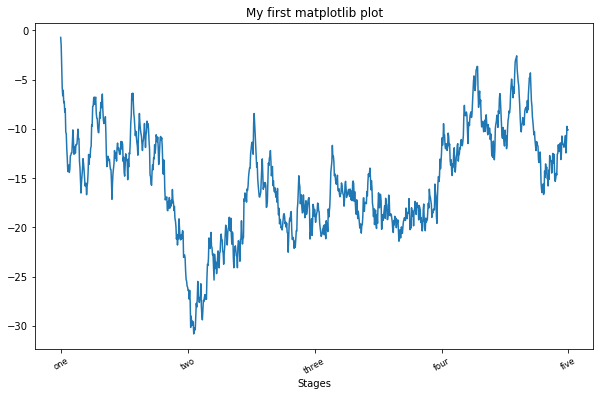 My first matplotlib plot
0
−5
−10
−15
−20
−25
−30
one
two
three
four
five
Stages